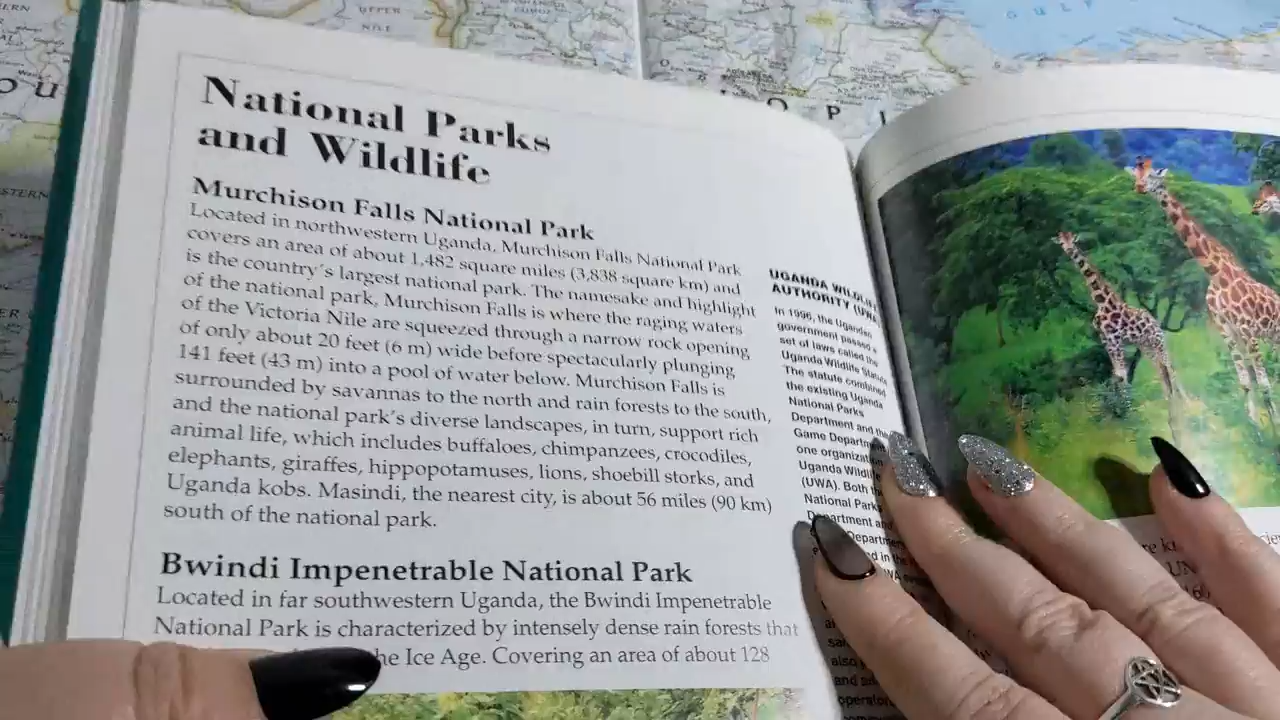 UPPER
NILE
GULF
O U
O P I
National Parks
and Wildlife
Murchison Falls National Park
Located in northwestern Uganda, Murchison Falls National Park
covers an area of about 1,482 square miles (3,838 square km) and
is the country's largest national park. The namesake and highlight
of the national park, Murchison Falls is where the raging waters
of the Victoria Nile are squeezed through a narrow rock opening
of only about 20 feet (6 m) wide before spectacularly plunging
141 feet (43 m) into a pool of water below. Murchison Falls is
surrounded by savannas to the north and rain forests to the south,
and the national park's diverse landscapes, in turn, support rich
animal life, which includes buffaloes, chimpanzees, crocodiles,
elephants, giraffes, hippopotamuses, lions, shoebill storks, and
Uganda kobs. Masindi, the nearest city, is about 56 miles (90 km)
south of the national park.
Bwindi Impenetrable National Park
Located in far southwestern Uganda, the Bwindi Impenetrable
National Park is characterized by intensely dense rain forests that
the Ice Age. Covering an area of about 128
UGANDA
AUTHORITY
In 1996, the Ugandan
government passed a
set of laws called the
Uganda Wildlife
The statute combined
the existing Uganda
National Parks
Department and the
Game
one
Uganda
(UWA). Both
National Parks
Department and